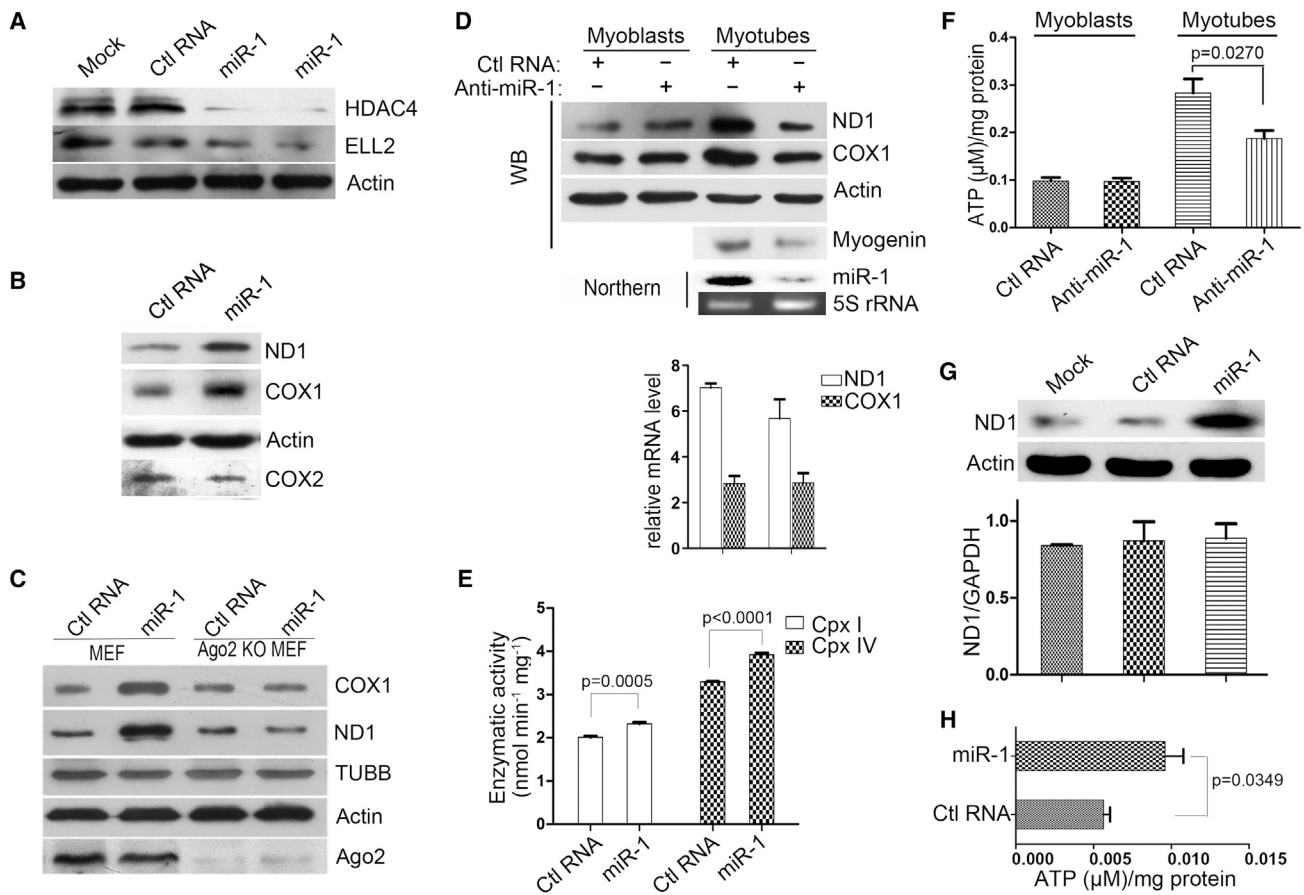 A
Mock
Ctl RNA
miR-1
miR-1
HDAC4
ELL2
Actin
B
Ctl RNA
miR-1
ND1
COX1
Actin
COX2
C
Ctl RNA
miR-1
Ctl RNA
miR-1
MEF
Ago2 KO MEF
COX1
ND1
TUBB
Actin
Ago2
D
Myoblasts
Myotubes
Ctl RNA: + − + −
Anti-miR-1: − + − +
WB
ND1
COX1
Actin
Myogenin
Northern
miR-1
5S rRNA
relative mRNA level
8
6
4
2
0
ND1
COX1
E
Enzymatic activity
(nmol min⁻¹ mg⁻¹)
5
4
3
2
1
0
p=0.0005
p<0.0001
Cpx I
Cpx IV
Ctl RNA
miR-1
Ctl RNA
miR-1
F
Myoblasts
Myotubes
ATP (µM)/mg protein
0.4
0.3
0.2
0.1
0.0
p=0.0270
Ctl RNA
Anti-miR-1
Ctl RNA
Anti-miR-1
G
Mock
Ctl RNA
miR-1
ND1
Actin
ND1/GAPDH
1.0
0.5
0.0
H
miR-1
Ctl RNA
p=0.0349
0.000
0.005
0.010
0.015
ATP (µM)/mg protein